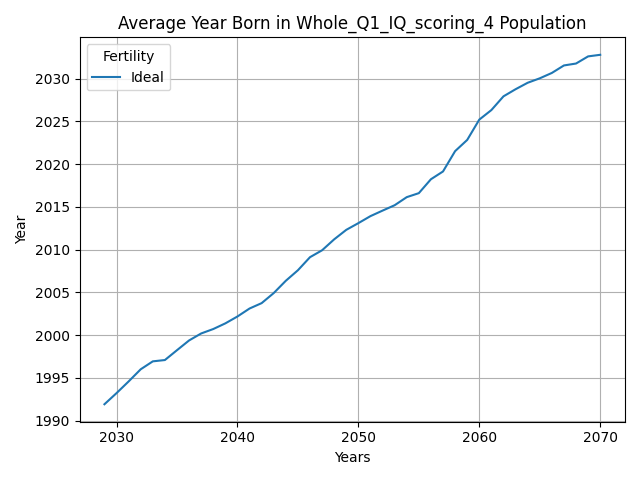 Average Year Born in Whole_Q1_IQ_scoring_4 Population
Fertility
Ideal
Year
2030
2025
2020
2015
2010
2005
2000
1995
1990
2030 2040 2050 2060 2070
Years